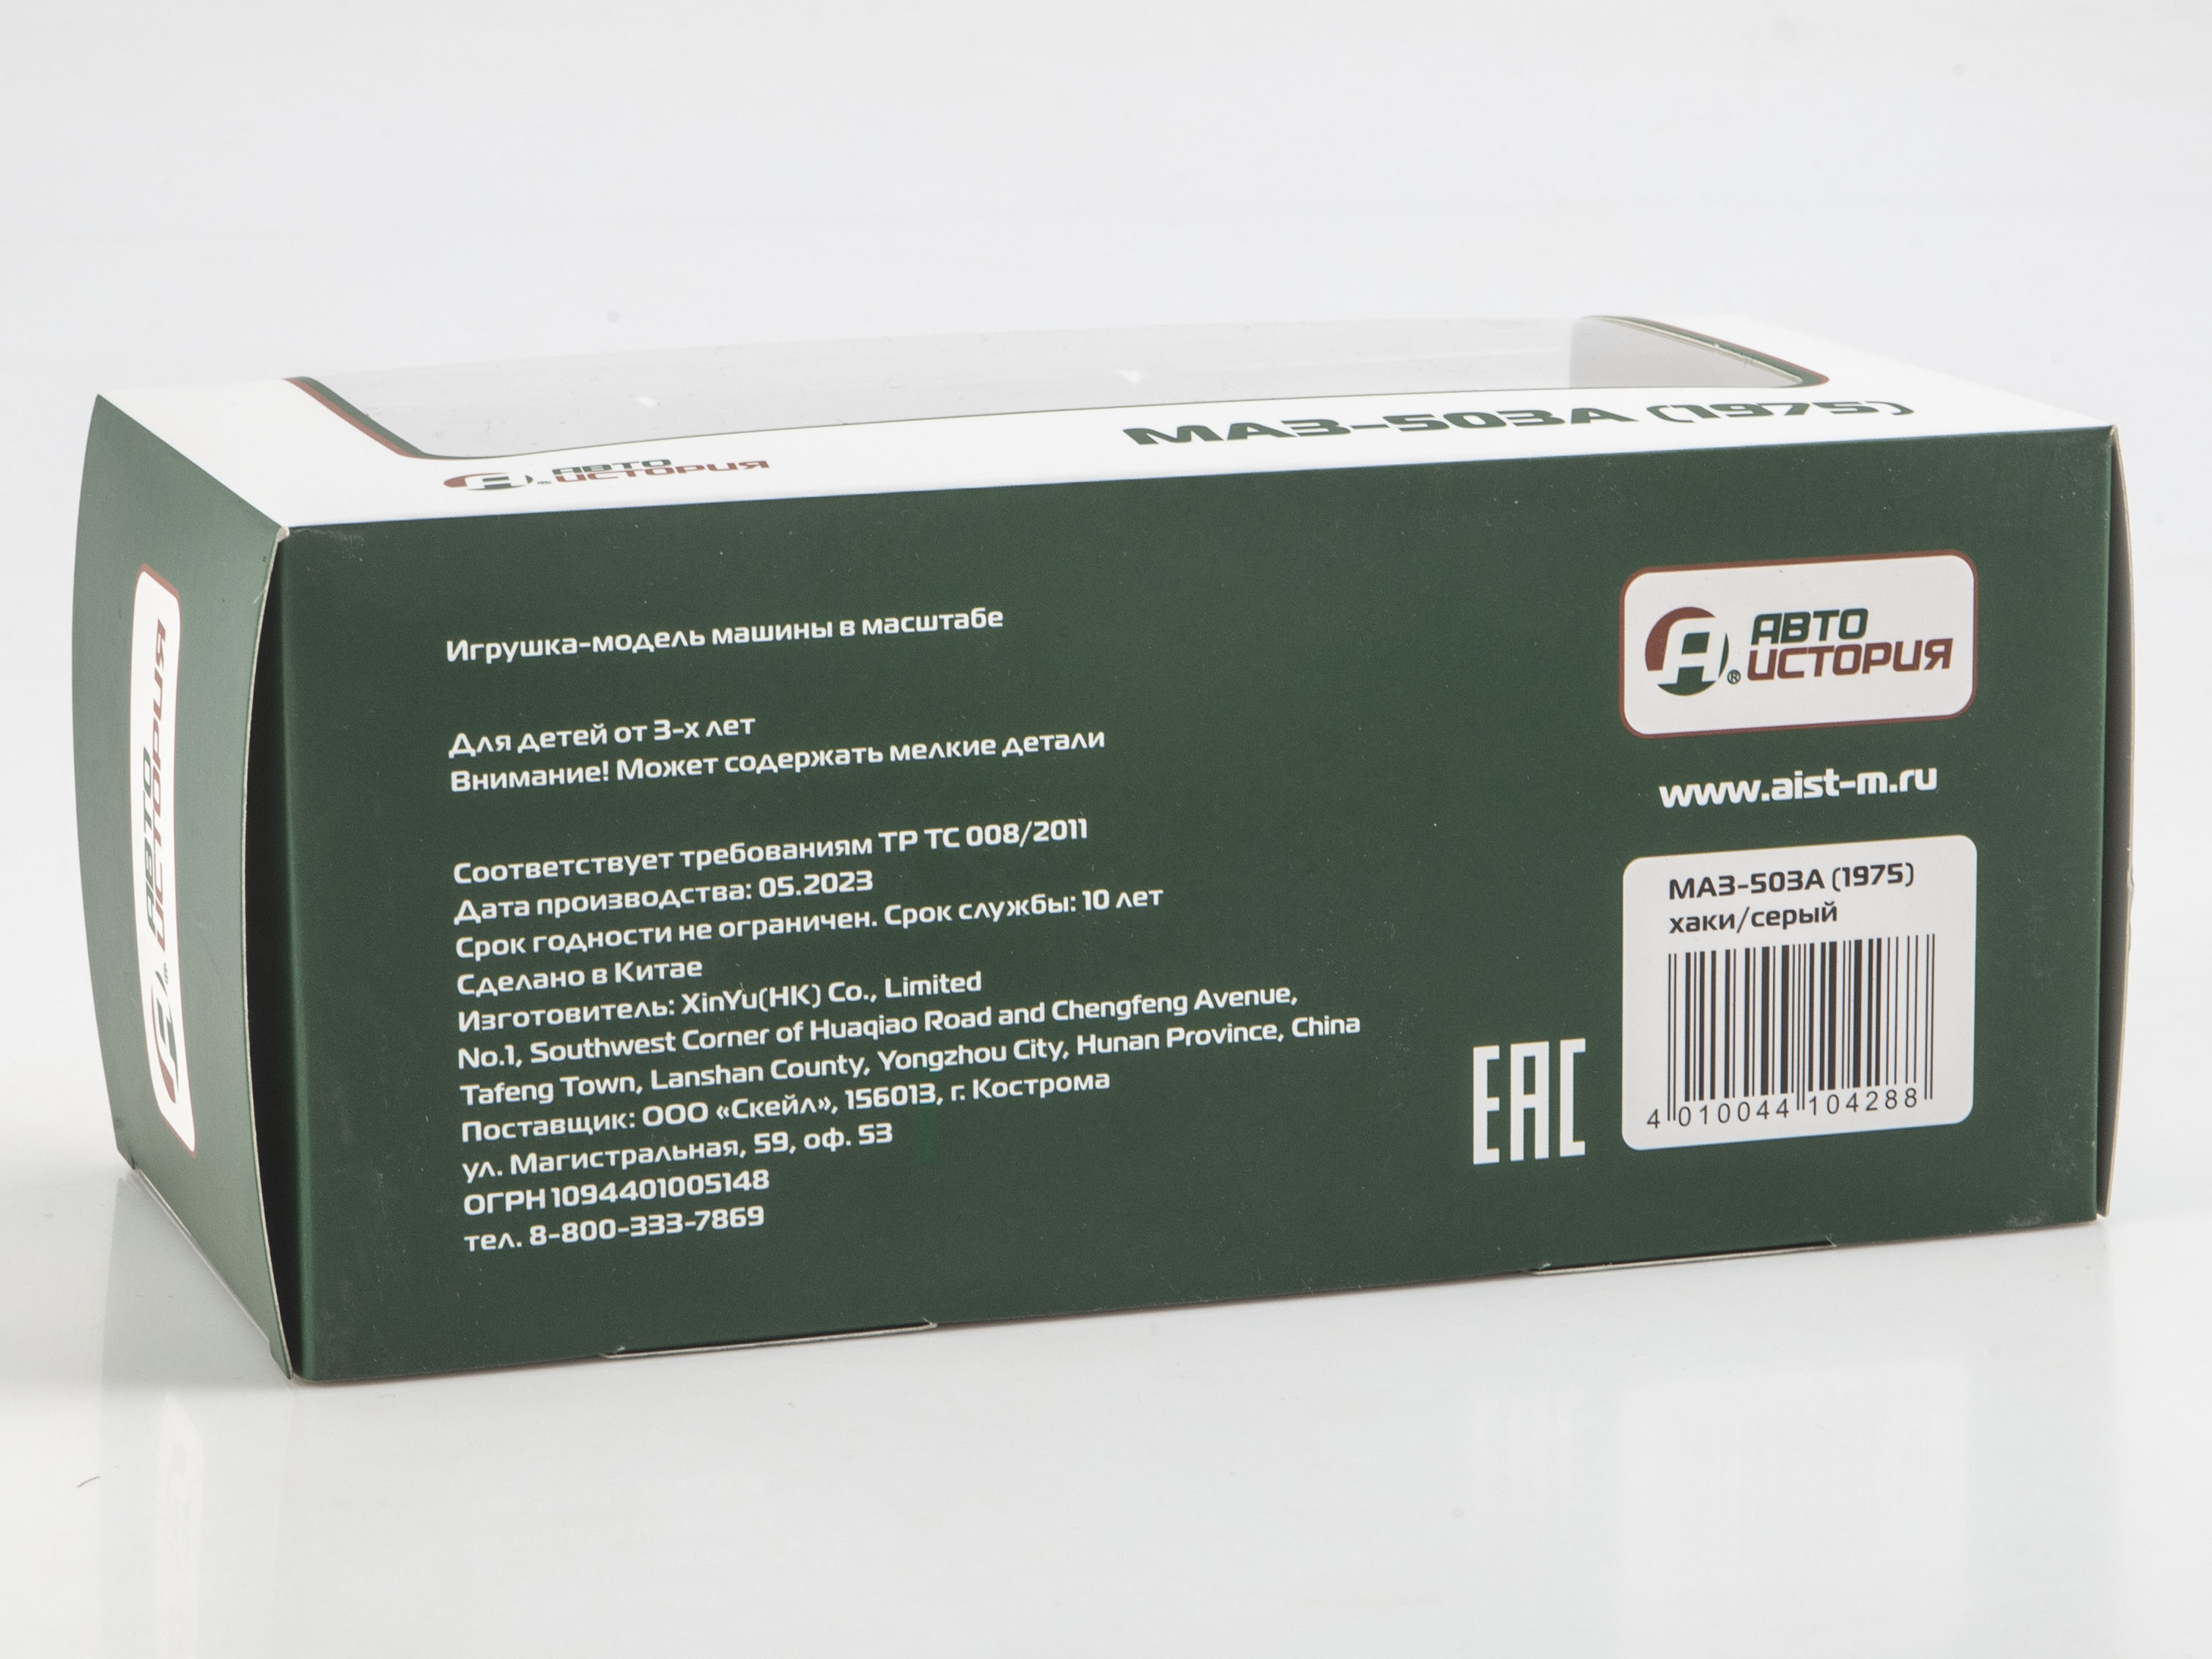 АВТО
ИСТОРИЯ
МАЗ-503А (1975)
АВТО
ИСТОРИЯ
Игрушка-модель машины в масштабе
Для детей от 3-х лет
Внимание! Может содержать мелкие детали
Соответствует требованиям ТР ТС 008/2011
Дата производства: 05.2023
Срок годности не ограничен. Срок службы: 10 лет
Сделано в Китае
Изготовитель: XinYu(HK) Co., Limited
No.1, Southwest Corner of Huaqiao Road and Chengfeng Avenue,
Tafeng Town, Lanshan County, Yongzhou City, Hunan Province, China
Поставщик: ООО «Скейл», 156013, г. Кострома
ул. Магистральная, 59, оф. 53
ОГРН 1094401005148
тел. 8-800-333-7869
EAC
А® АВТО
ИСТОРИЯ
www.aist-m.ru
МАЗ-503А (1975)
хаки/серый
4 010044 104288